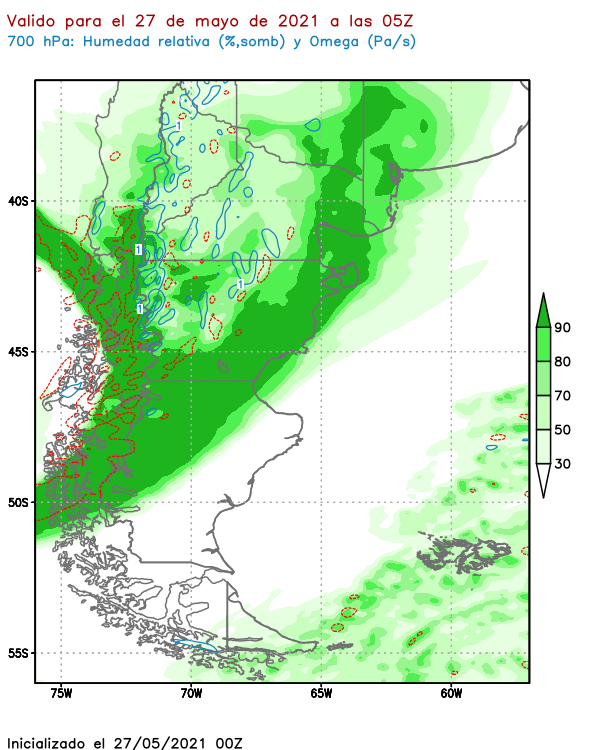 Valido para el 27 de mayo de 2021 a las 05Z
700 hPa: Humedad relativa (%,somb) y Omega (Pa/s)
1
40S
1
1
1
90
45S
80
70
50
30
50S
55S
75W 70W 65W 60W
Inicializado el 27/05/2021 00Z